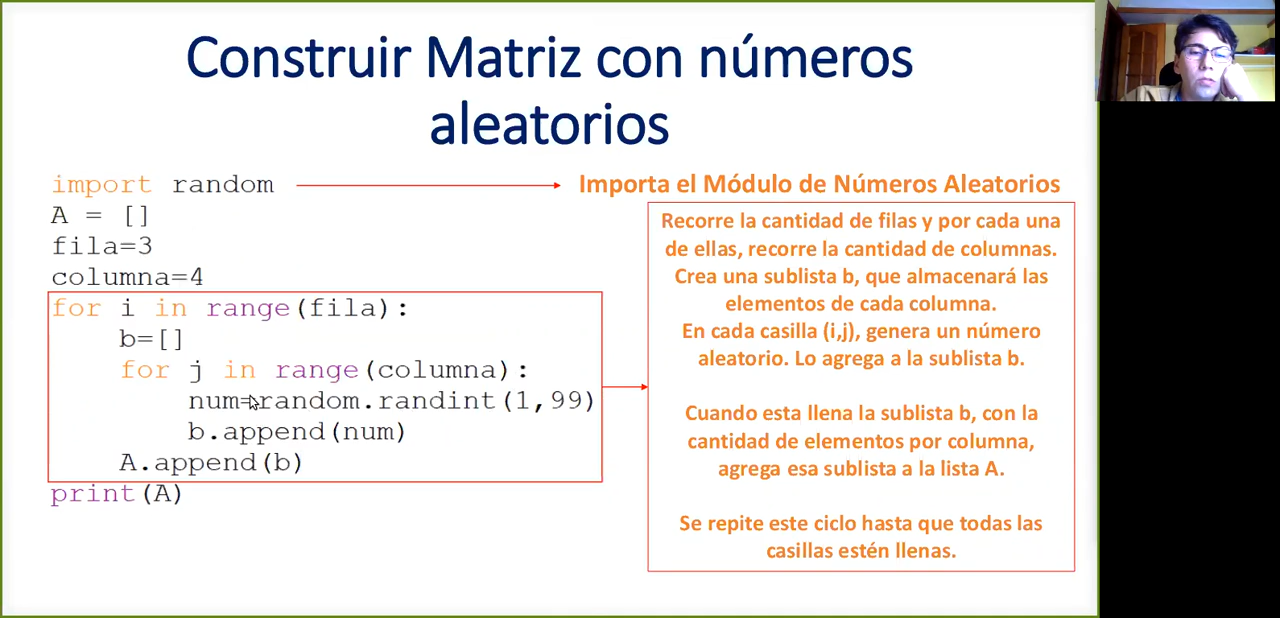 Construir Matriz con números
aleatorios
import random
A = []
fila=3
columna=4
for i in range(fila):
b=[]
for j in range(columna):
num=random.randint(1,99)
b.append(num)
A.append(b)
print(A)
Importa el Módulo de Números Aleatorios
Recorre la cantidad de filas y por cada una
de ellas, recorre la cantidad de columnas.
Crea una sublista b, que almacenará las
elementos de cada columna.
En cada casilla (i,j), genera un número
aleatorio. Lo agrega a la sublista b.
Cuando esta llena la sublista b, con la
cantidad de elementos por columna,
agrega esa sublista a la lista A.
Se repite este ciclo hasta que todas las
casillas estén llenas.